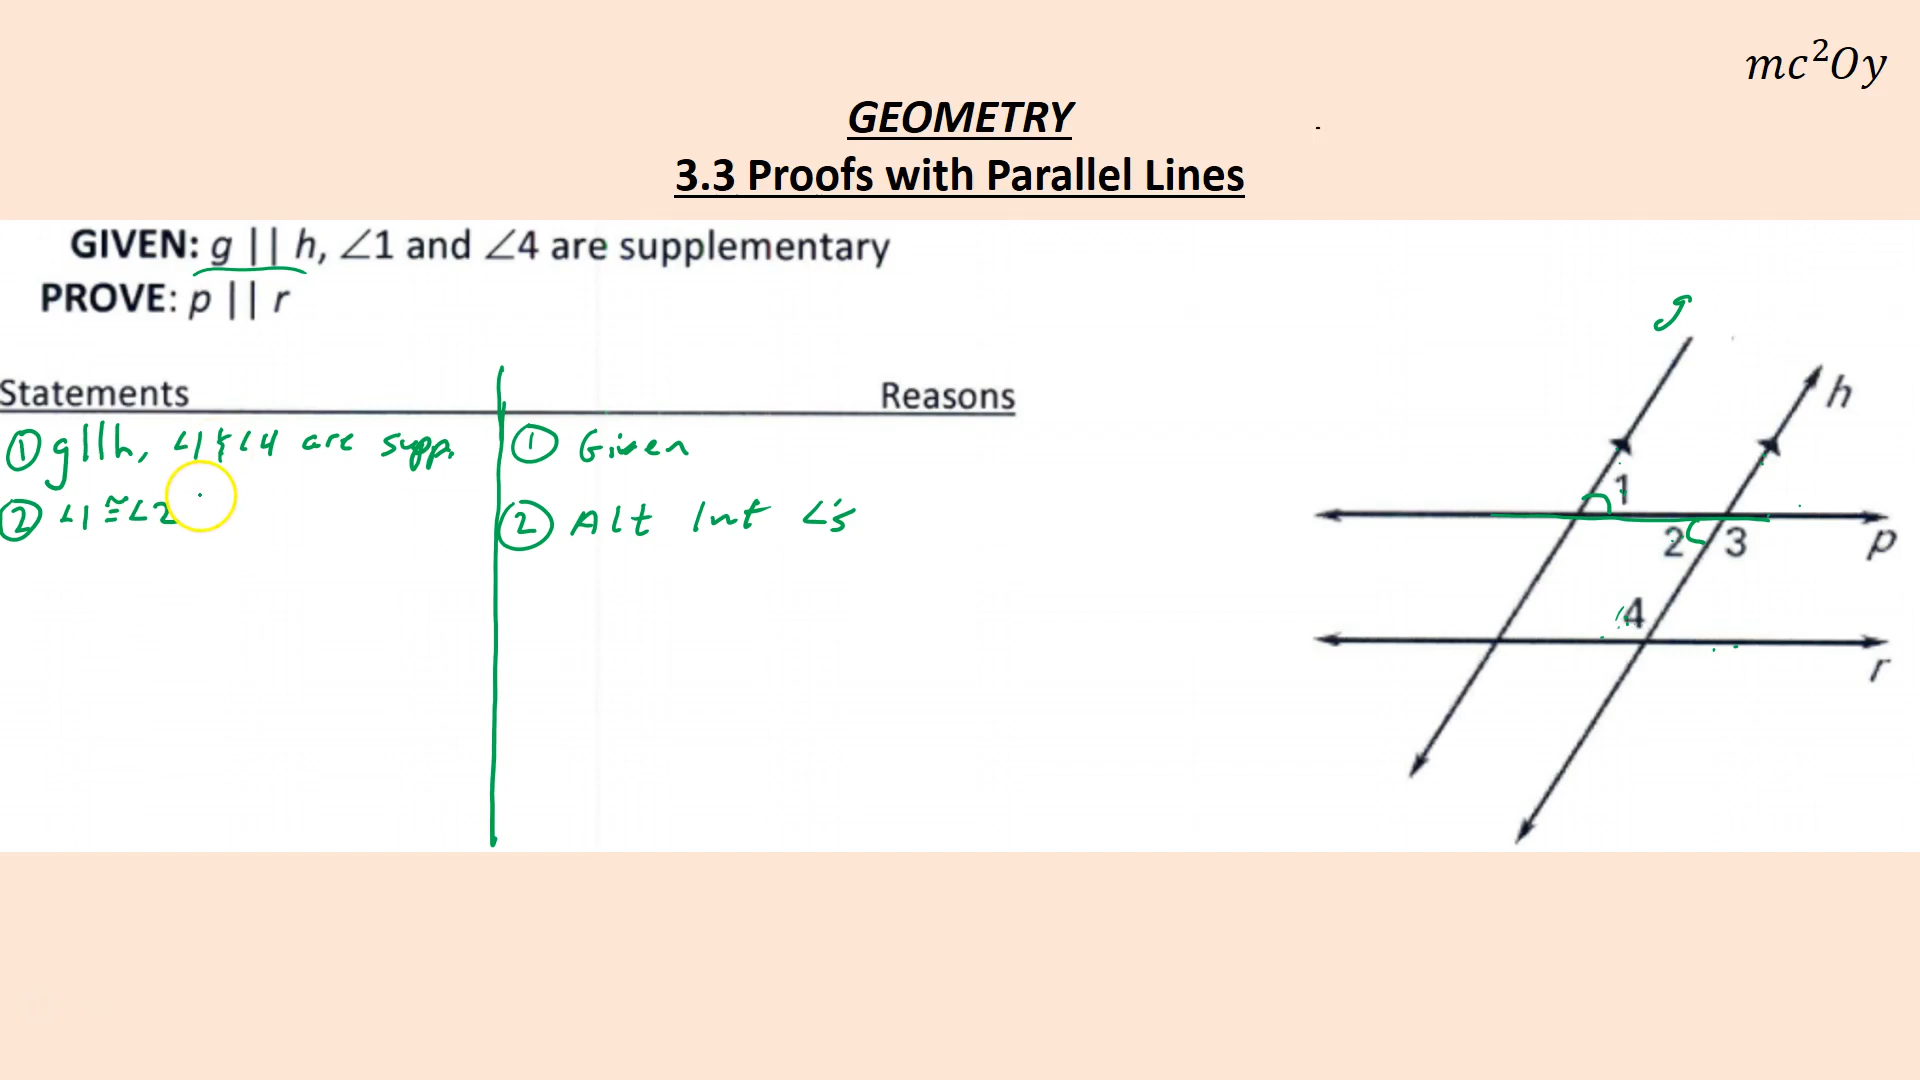 mc²Oy
GEOMETRY
3.3 Proofs with Parallel Lines
GIVEN: g || h, ∠1 and ∠4 are supplementary
PROVE: p || r
Statements Reasons
① g||h, ∠1 & ∠4 are supp. ① Given
② ∠1 ≅ ∠2 ② Alt Int ∠'s
g
h
1
2 3
p
4
r